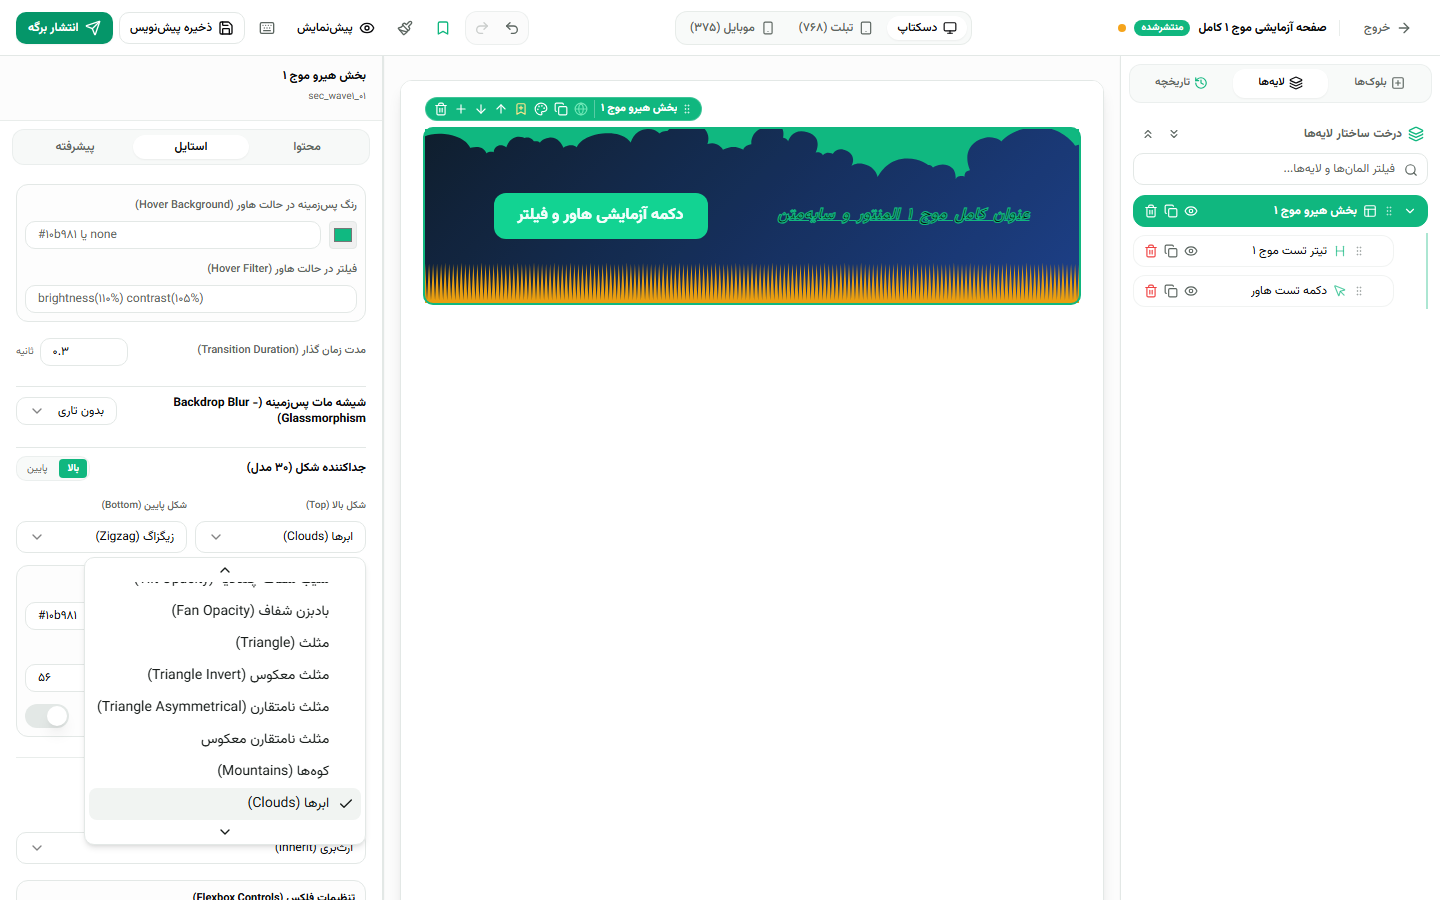 خروج
صفحه آزمایشی موج ۱ کامل
منتشرشده
دسکتاپ
تبلت (۷۶۸)
موبایل (۳۷۵)
پیش‌نمایش
ذخیره پیش‌نویس
انتشار برگه
بلوک‌ها
لایه‌ها
تاریخچه
درخت ساختار لایه‌ها
فیلتر المان‌ها و لایه‌ها...
بخش هیرو موج ۱
تیتر تست موج ۱
دکمه تست هاور
بخش هیرو موج ۱
عنوان کامل موج ۱ المنتور و سایه‌متن
دکمه آزمایشی هاور و فیلتر
بخش هیرو موج ۱
sec_wave۱_۰۱
محتوا
استایل
پیشرفته
رنگ پس‌زمینه در حالت هاور (Hover Background)
#۱۰b۹۸۱ یا none
فیلتر در حالت هاور (Hover Filter)
brightness(۱۱۰%) contrast(۱۰۵%)
مدت زمان گذار (Transition Duration)
۰.۳
ثانیه
شیشه مات پس‌زمینه (Backdrop Blur -
Glassmorphism)
بدون تاری
جداکننده شکل (۳۰ مدل)
بالا
پایین
شکل بالا (Top)
شکل پایین (Bottom)
ابرها (Clouds)
زیگزاگ (Zigzag)
بادبزن شفاف (Fan Opacity)
مثلث (Triangle)
مثلث معکوس (Triangle Invert)
مثلث نامتقارن (Triangle Asymmetrical)
مثلث نامتقارن معکوس
کوه‌ها (Mountains)
ابرها (Clouds)
#۱۰b۹۸۱
۵۶
ارث‌بری (Inherit)
تنظیمات فلکس (Flexbox Controls)